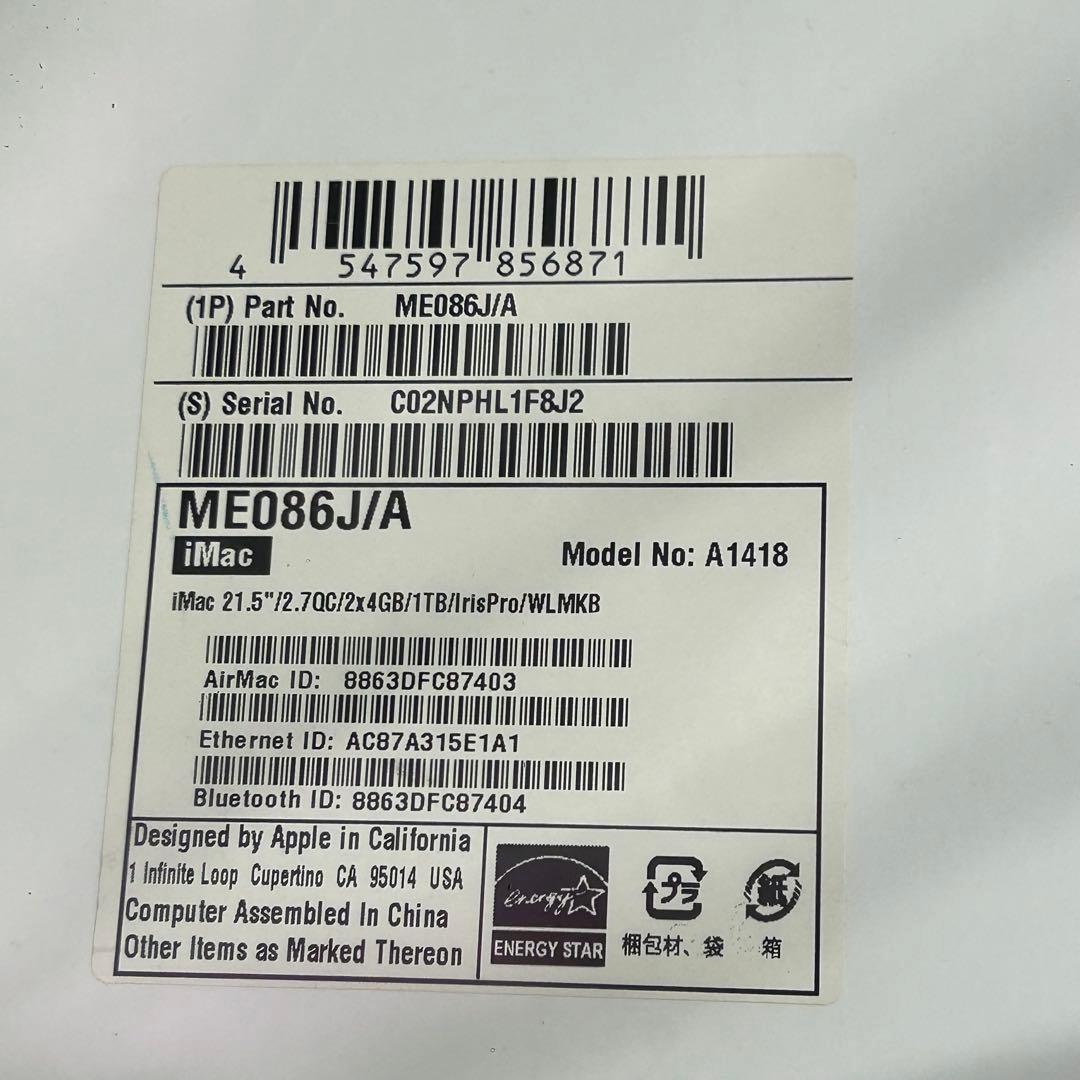 4 547597 856871
(1P) Part No. ME086J/A
(S) Serial No. C02NPHL1F8J2
ME086J/A
iMac
Model No: A1418
iMac 21.5"/2.7QC/2x4GB/1TB/IrisPro/WLMKB
AirMac ID: 8863DFC87403
Ethernet ID: AC87A315E1A1
Bluetooth ID: 8863DFC87404
Designed by Apple in California
1 Infinite Loop Cupertino CA 95014 USA
Computer Assembled In China
Other Items as Marked Thereon
energy
ENERGY STAR
プラ
梱包材、袋
紙
箱